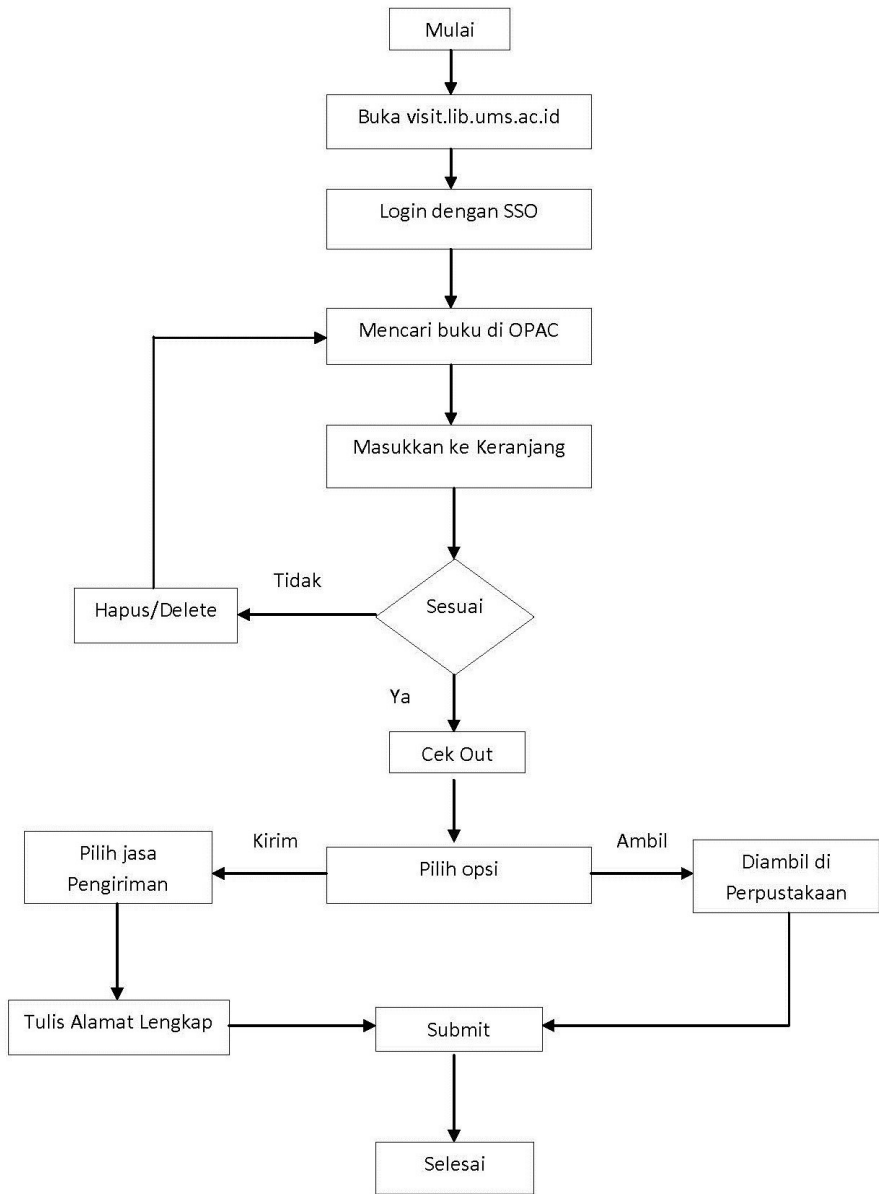 Mulai
Buka visit.lib.ums.ac.id
Login dengan SSO
Mencari buku di OPAC
Masukkan ke Keranjang
Tidak
Hapus/Delete
Sesuai
Ya
Cek Out
Kirim
Ambil
Pilih jasa
Pengiriman
Pilih opsi
Diambil di
Perpustakaan
Tulis Alamat Lengkap
Submit
Selesai